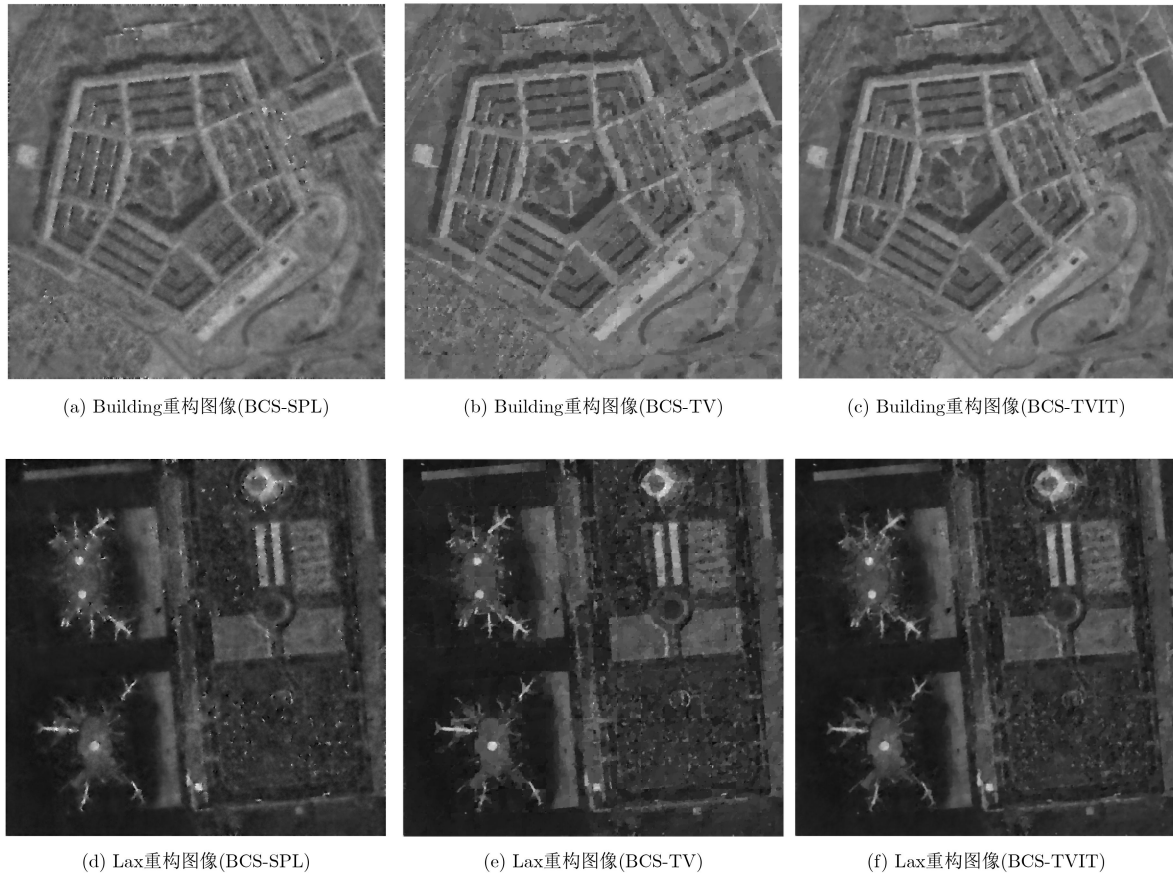 (a) Building重构图像(BCS-SPL)
(b) Building重构图像(BCS-TV)
(c) Building重构图像(BCS-TVIT)
(d) Lax重构图像(BCS-SPL)
(e) Lax重构图像(BCS-TV)
(f) Lax重构图像(BCS-TVIT)